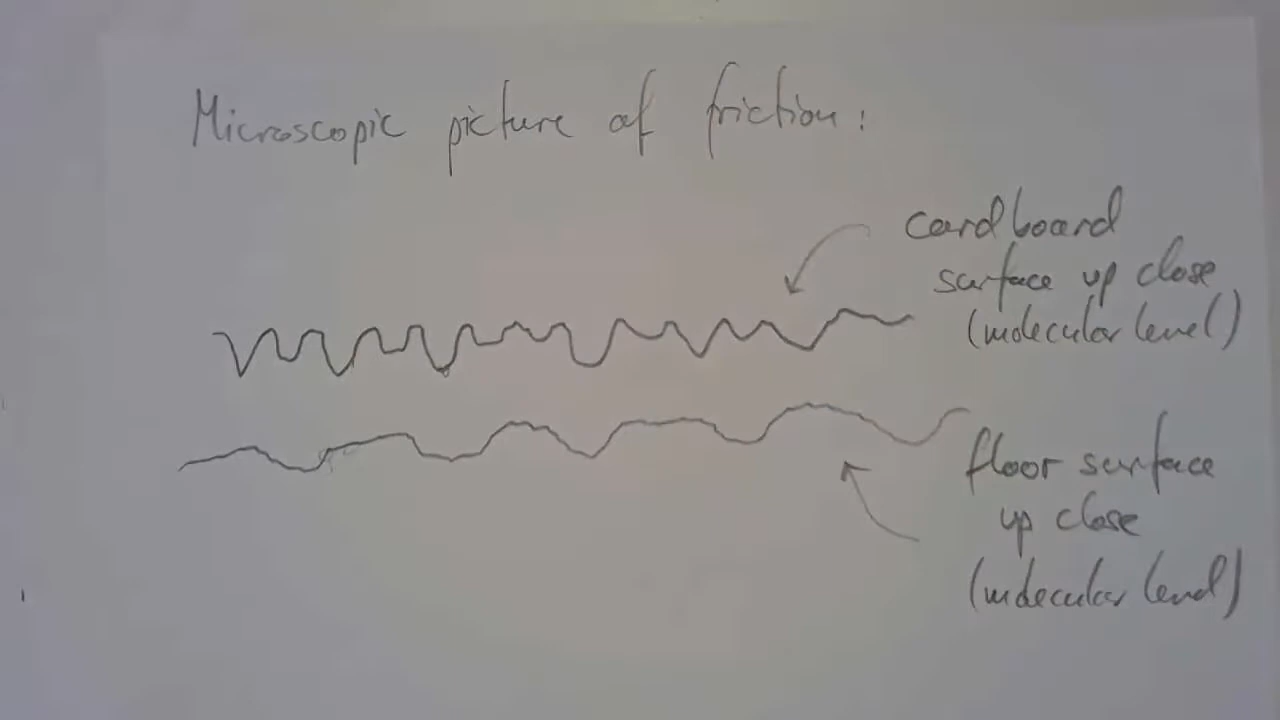 Microscopic picture of friction:
cardboard
surface up close
(molecular level)
floor surface
up close
(molecular level)